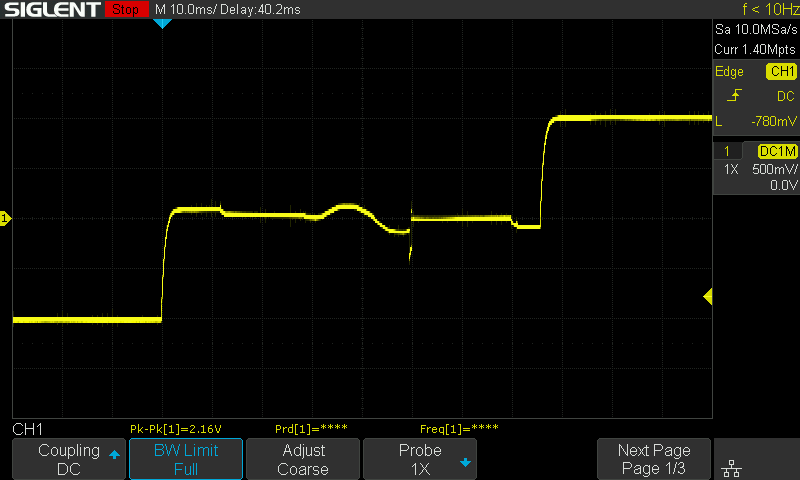 SIGLENT Stop M 10.0ms/ Delay:40.2ms f < 10Hz
Sa 10.0MSa/s
Curr 1.40Mpts
Edge CH1
DC
L -780mV
1 DC1M
1X 500mV/
0.0V
1
CH1 Pk-Pk[1]=2.16V Prd[1]=**** Freq[1]=****
Coupling
DC
BW Limit
Full
Adjust
Coarse
Probe
1X
Next Page
Page 1/3